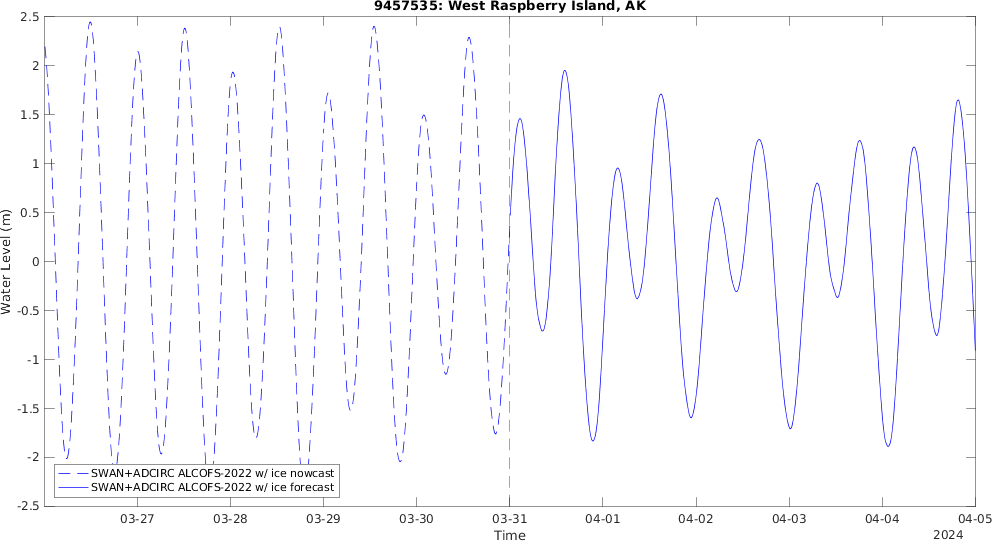 9457535: West Raspberry Island, AK
2.5
2
1.5
1
0.5
0
-0.5
-1
-1.5
-2
-2.5
Water Level (m)
SWAN+ADCIRC ALCOFS-2022 w/ ice nowcast
SWAN+ADCIRC ALCOFS-2022 w/ ice forecast
03-27 03-28 03-29 03-30 03-31 04-01 04-02 04-03 04-04 04-05
Time
2024